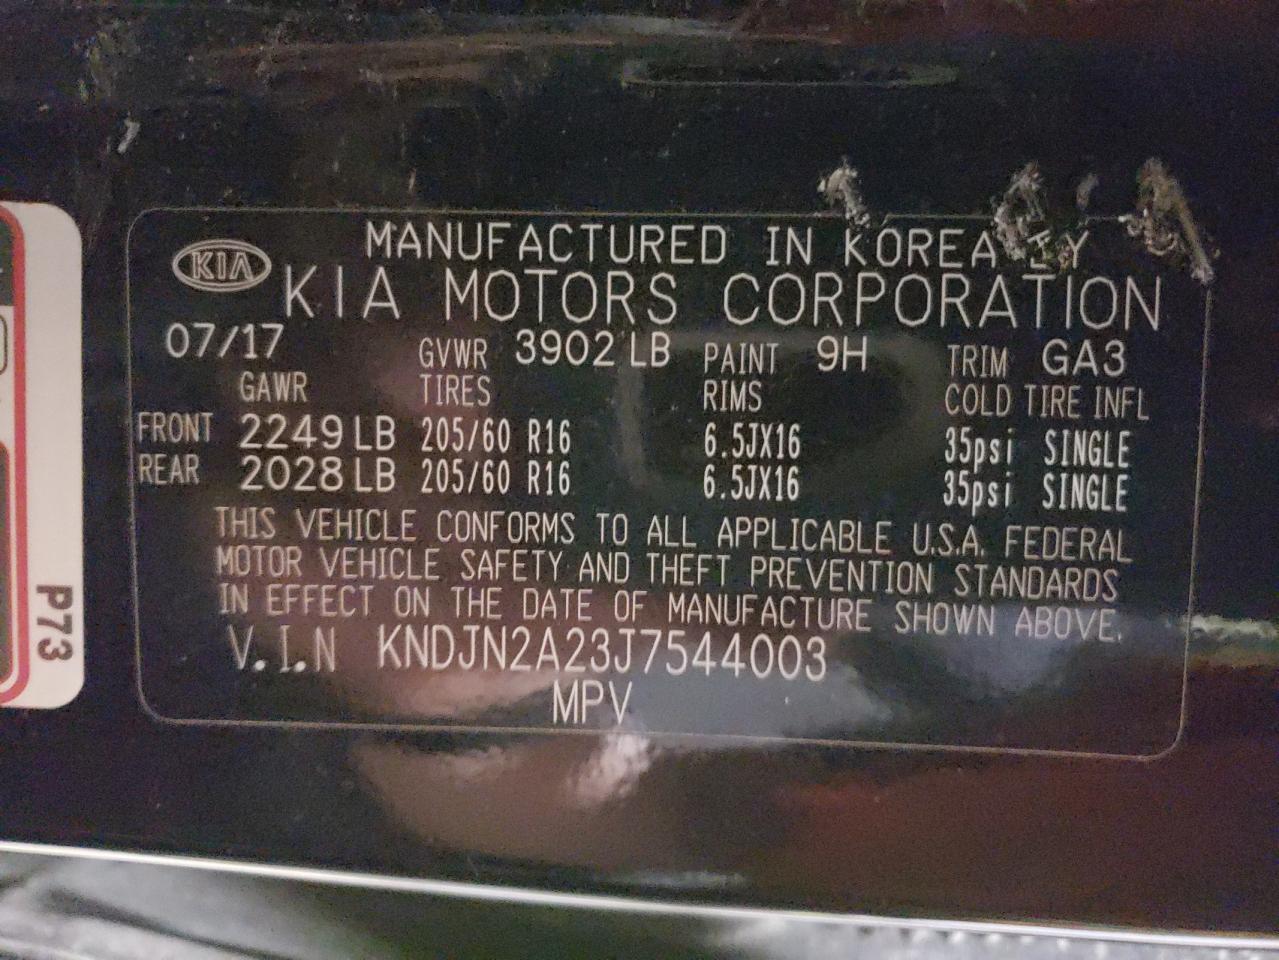 MANUFACTURED IN KOREA BY
KIA
KIA MOTORS CORPORATION
07/17 GVWR 3902 LB PAINT 9H TRIM GA3
GAWR TIRES RIMS COLD TIRE INFL
FRONT 2249 LB 205/60 R16 6.5JX16 35psi SINGLE
REAR 2028 LB 205/60 R16 6.5JX16 35psi SINGLE
THIS VEHICLE CONFORMS TO ALL APPLICABLE U.S.A. FEDERAL
MOTOR VEHICLE SAFETY AND THEFT PREVENTION STANDARDS
IN EFFECT ON THE DATE OF MANUFACTURE SHOWN ABOVE.
V.I.N KNDJN2A23J7544003
MPV
P73